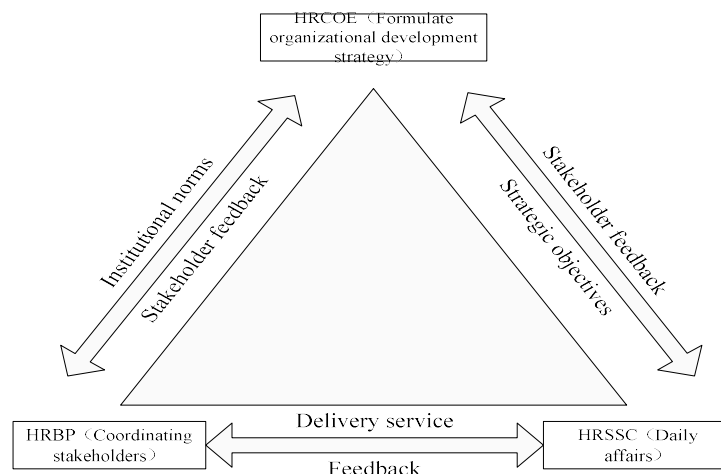 HRCOE（Formulate
organizational development
strategy）
Institutional norms
Stakeholder feedback
Stakeholder feedback
Strategic objectives
HRBP（Coordinating
stakeholders）
Delivery service
Feedback
HRSSC（Daily
affairs）